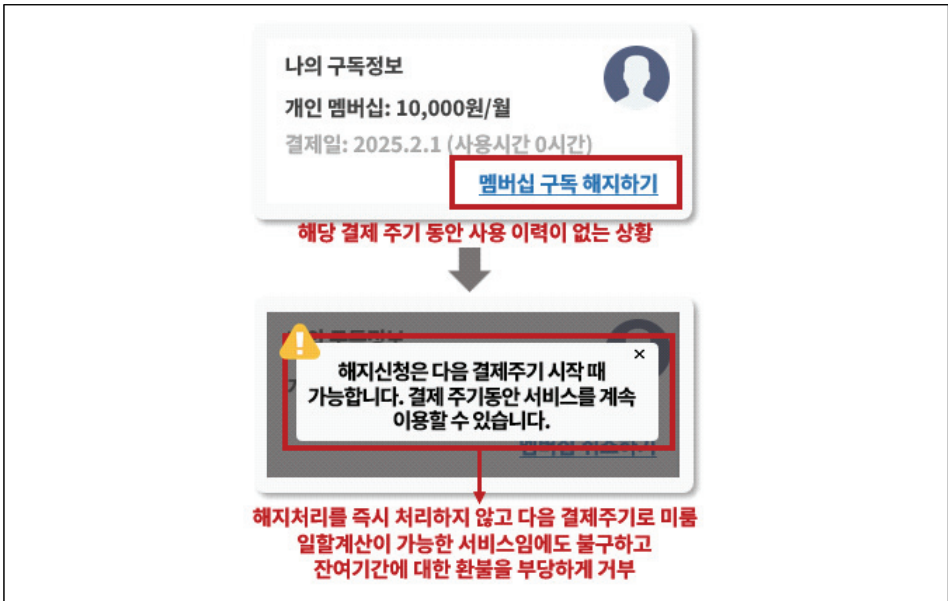 나의 구독정보
개인 멤버십: 10,000원/월
결제일: 2025.2.1 (사용시간 0시간)
멤버십 구독 해지하기
해당 결제 주기 동안 사용 이력이 없는 상황
해지신청은 다음 결제주기 시작 때
가능합니다. 결제 주기동안 서비스를 계속
이용할 수 있습니다.
멤버십 취소하기
해지처리를 즉시 처리하지 않고 다음 결제주기로 미룸
일할계산이 가능한 서비스임에도 불구하고
잔여기간에 대한 환불을 부당하게 거부